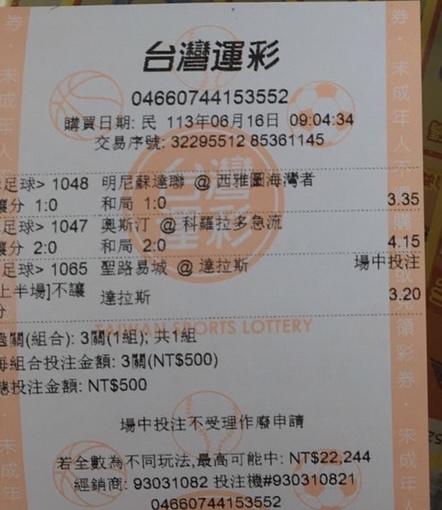 台灣運彩
04660744153552
購買日期: 民 113年06月16日 09:04:34
交易序號: 32295512 85361145
足球> 1048 明尼蘇達聯 @ 西雅圖海灣者
讓分 1:0 和局 1:0 3.35
足球> 1047 奧斯汀 @ 科羅拉多急流
讓分 2:0 和局 2:0 4.15
足球> 1065 聖路易城 @ 達拉斯 場中投注
上半場]不讓分 達拉斯 3.20
TAIWAN SPORTS LOTTERY
過關(組合): 3關(1組); 共1組
每組合投注金額: 3關(NT$500)
總投注金額: NT$500
場中投注不受理作廢申請
若全數為不同玩法,最高可能中: NT$22,244
經銷商: 93031082 投注機#930310821
04660744153552